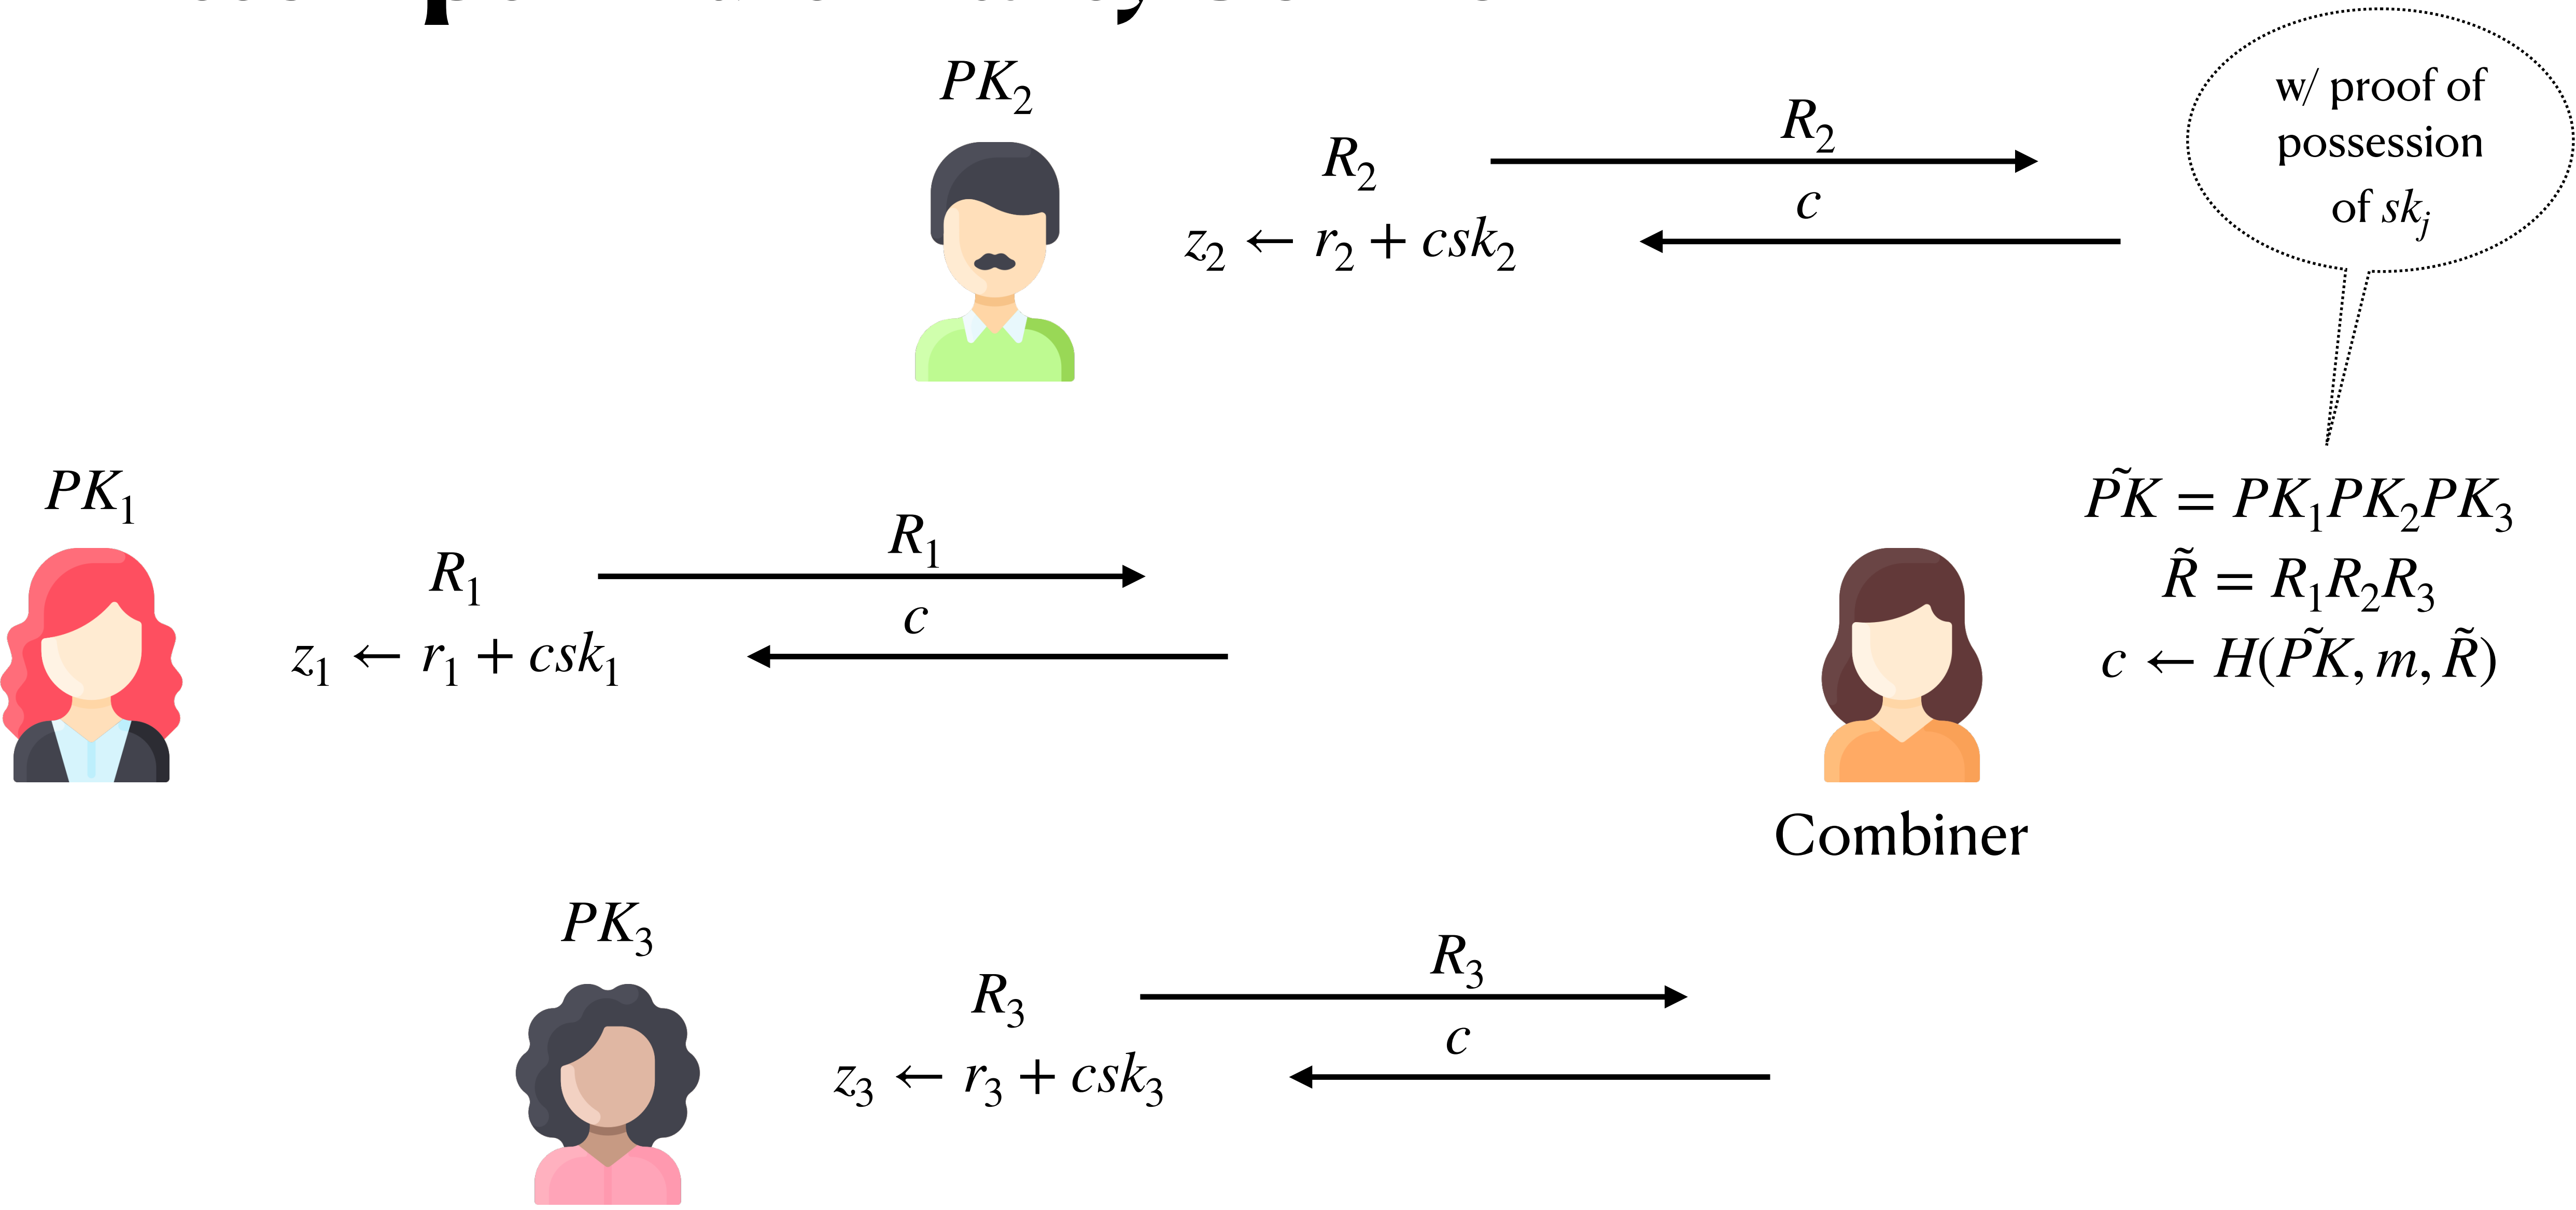 PK₂
R₂
z₂ ← r₂ + csk₂
R₂
c
w/ proof of
possession
of skⱼ
PK₁
R₁
z₁ ← r₁ + csk₁
R₁
c
P̃K = PK₁PK₂PK₃
R̃ = R₁R₂R₃
c ← H(P̃K, m, R̃)
Combiner
PK₃
R₃
z₃ ← r₃ + csk₃
R₃
c